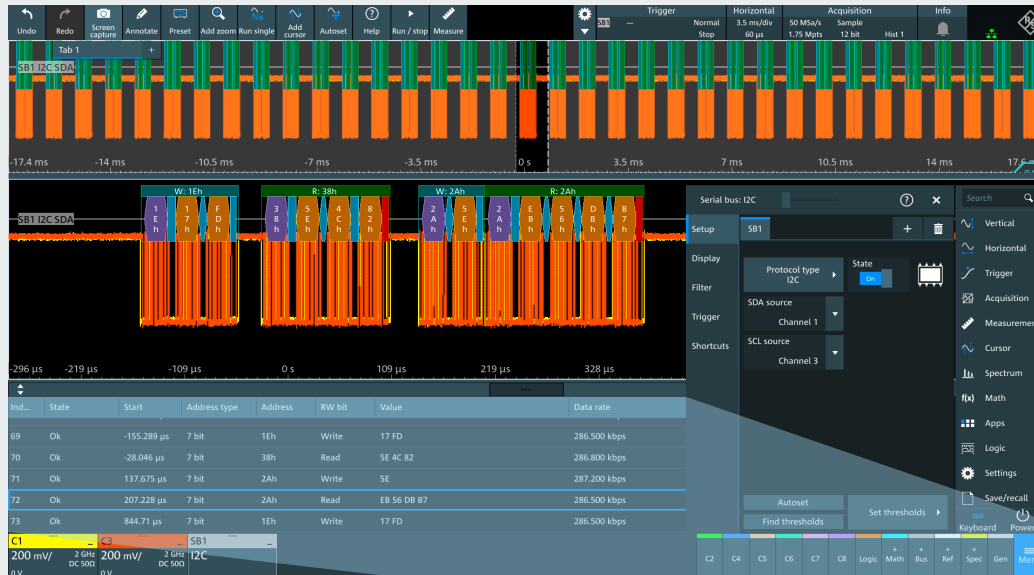 Undo Redo Screen capture Annotate Preset Add zoom Run single Add cursor Autoset Help Run / stop Measure
Trigger Horizontal Acquisition Info
SB1 — Normal 3.5 ms/div 50 MSa/s Sample
Stop 60 µs 1.75 Mpts 12 bit Hist 1
Tab 1 +
SB1 I2C SDA
-17.4 ms -14 ms -10.5 ms -7 ms -3.5 ms 0 s 3.5 ms 7 ms 10.5 ms 14 ms 17.6 m
W: 1Eh R: 38h W: 2Ah R: 2Ah
1Eh 17h FDh 38h 5Eh 4Ch 82h 2Ah 5Eh 2Ah EBh 56h DBh B7h
SB1 I2C SDA
-296 µs -219 µs -109 µs 0 s 109 µs 219 µs 328 µs
Ind... State Start Address type Address RW bit Value Data rate
69 Ok -155.289 µs 7 bit 1Eh Write 17 FD 286.500 kbps
70 Ok -28.046 µs 7 bit 38h Read 5E 4C 82 286.800 kbps
71 Ok 137.675 µs 7 bit 2Ah Write 5E 287.200 kbps
72 Ok 207.228 µs 7 bit 2Ah Read EB 56 DB B7 286.500 kbps
73 Ok 844.71 µs 7 bit 1Eh Write 17 FD 286.500 kbps
Serial bus: I2C
Setup
Display
Filter
Trigger
Shortcuts
SB1 +
Protocol type
I2C
State
On
SDA source
Channel 1
SCL source
Channel 3
Autoset
Find thresholds
Set thresholds
Search
Vertical
Horizontal
Trigger
Acquisition
Measuremen
Cursor
Spectrum
f(x) Math
Apps
Logic
Settings
Save/recall
Keyboard Power
C1 C3 SB1
200 mV/ 2 GHz 200 mV/ 2 GHz I2C
DC 50Ω DC 50Ω
0 V 0 V
C2 C4 C5 C6 C7 C8 Logic + Math + Bus + Ref + Spec Gen Men